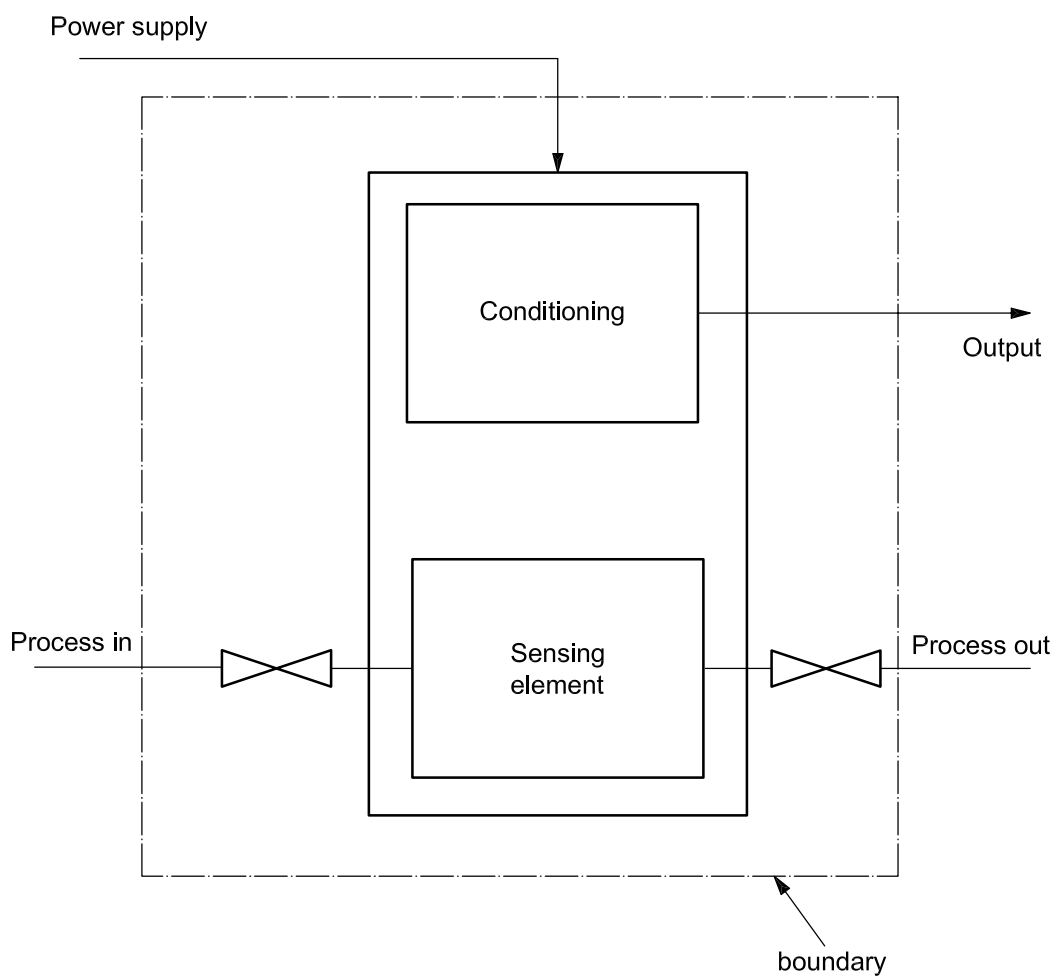 Power supply
Conditioning
Output
Process in
Sensing
element
Process out
boundary